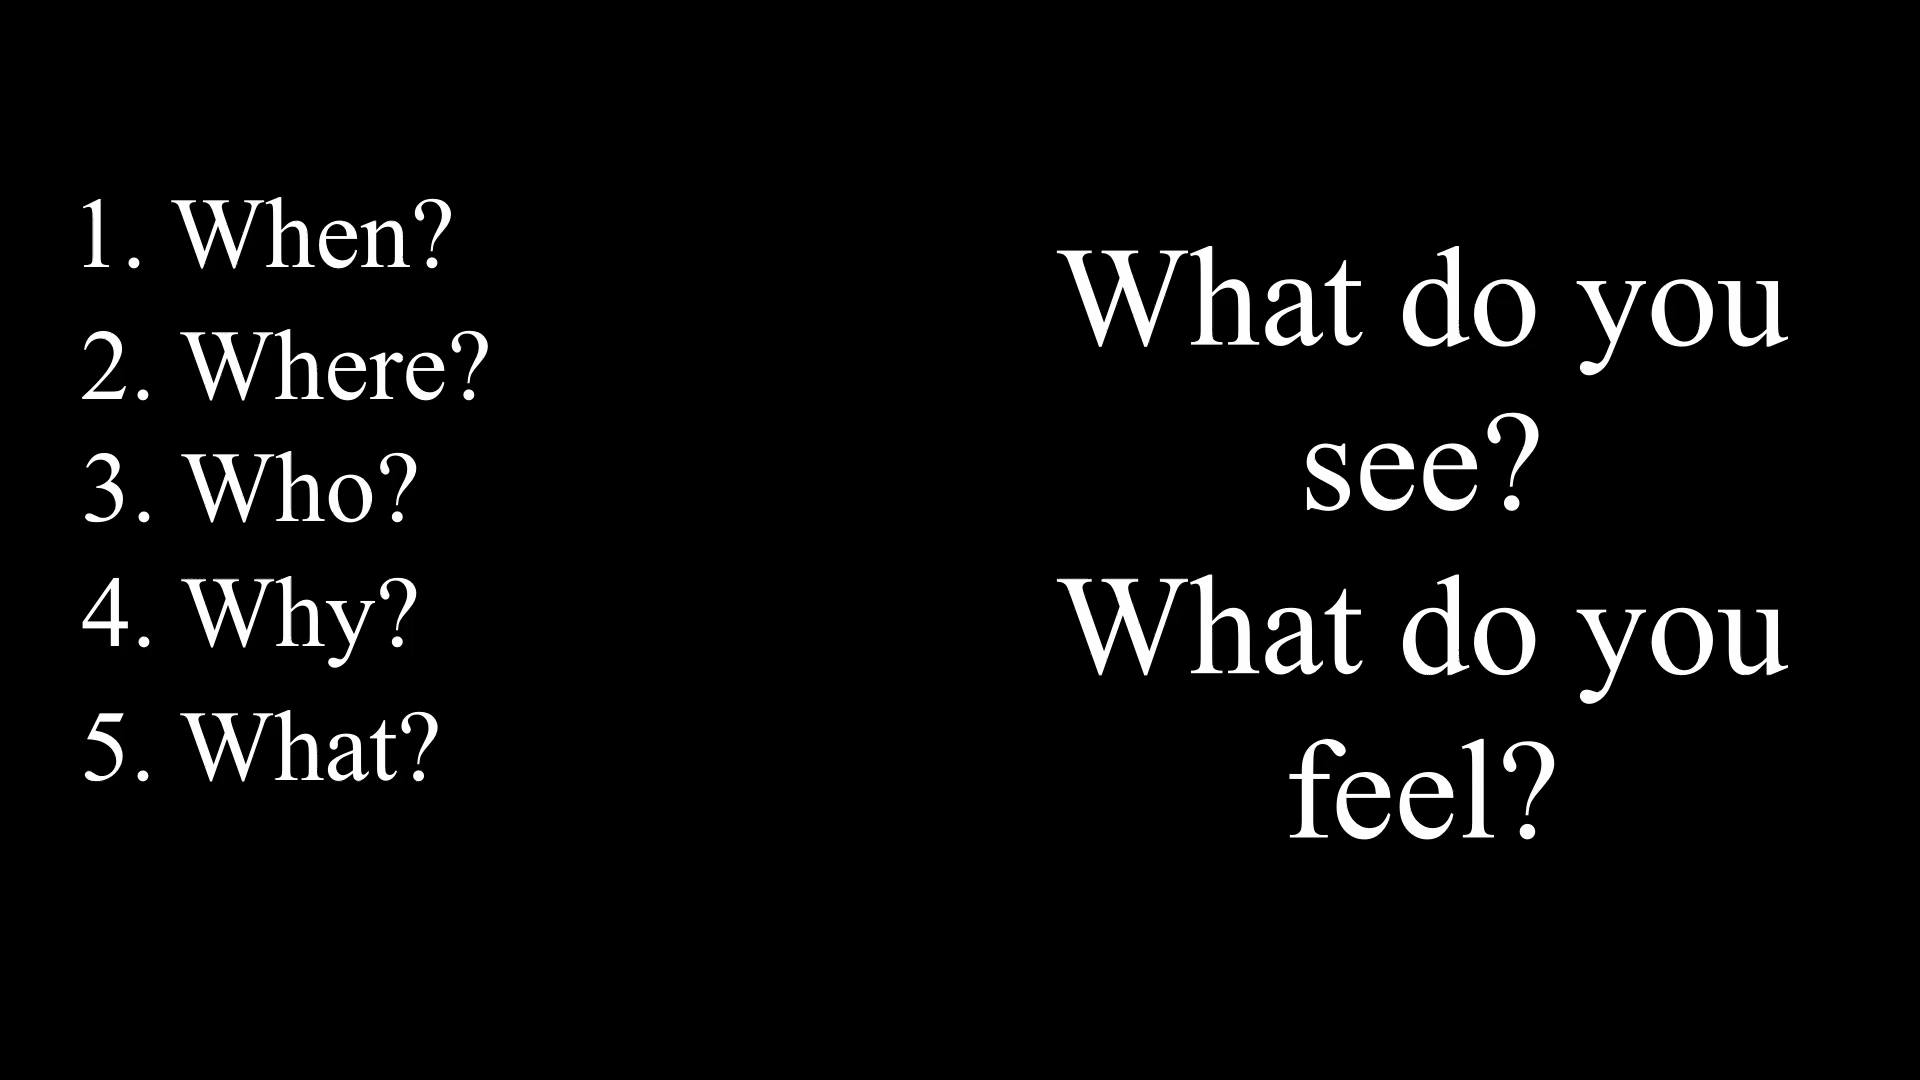 1. When?
2. Where?
3. Who?
4. Why?
5. What?
What do you
see?
What do you
feel?